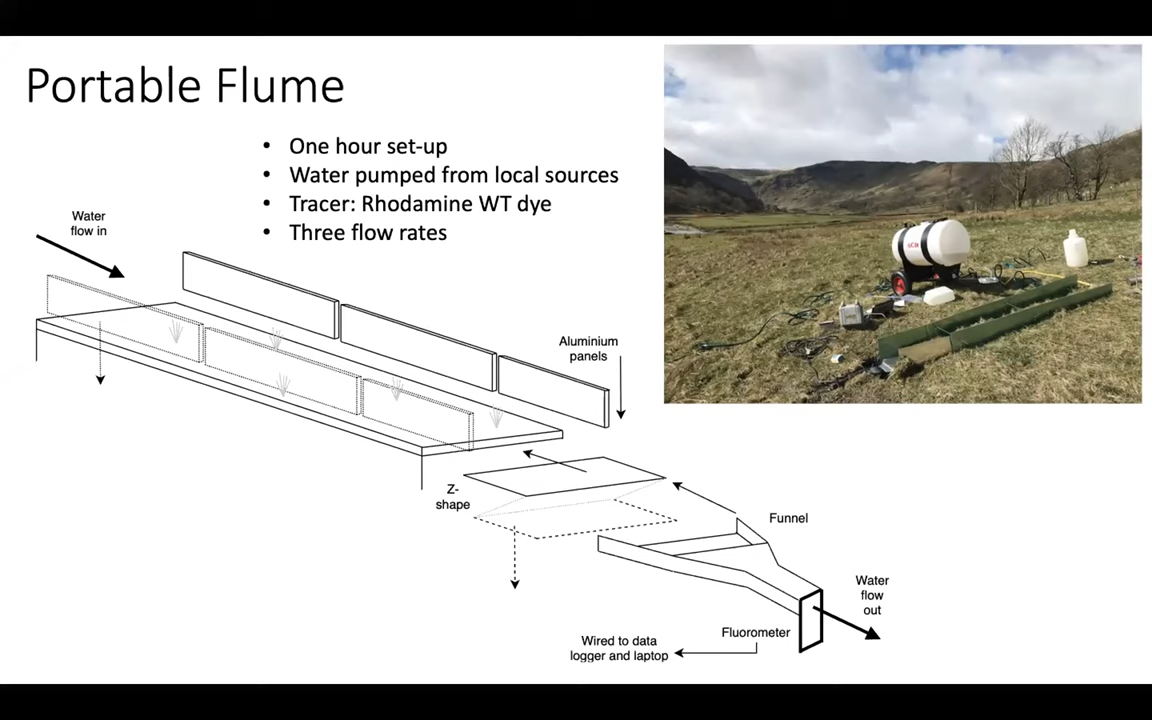 Portable Flume
• One hour set-up
• Water pumped from local sources
• Tracer: Rhodamine WT dye
• Three flow rates
Water
flow in
Aluminium
panels
Z-
shape
Funnel
Water
flow
out
Fluorometer
Wired to data
logger and laptop